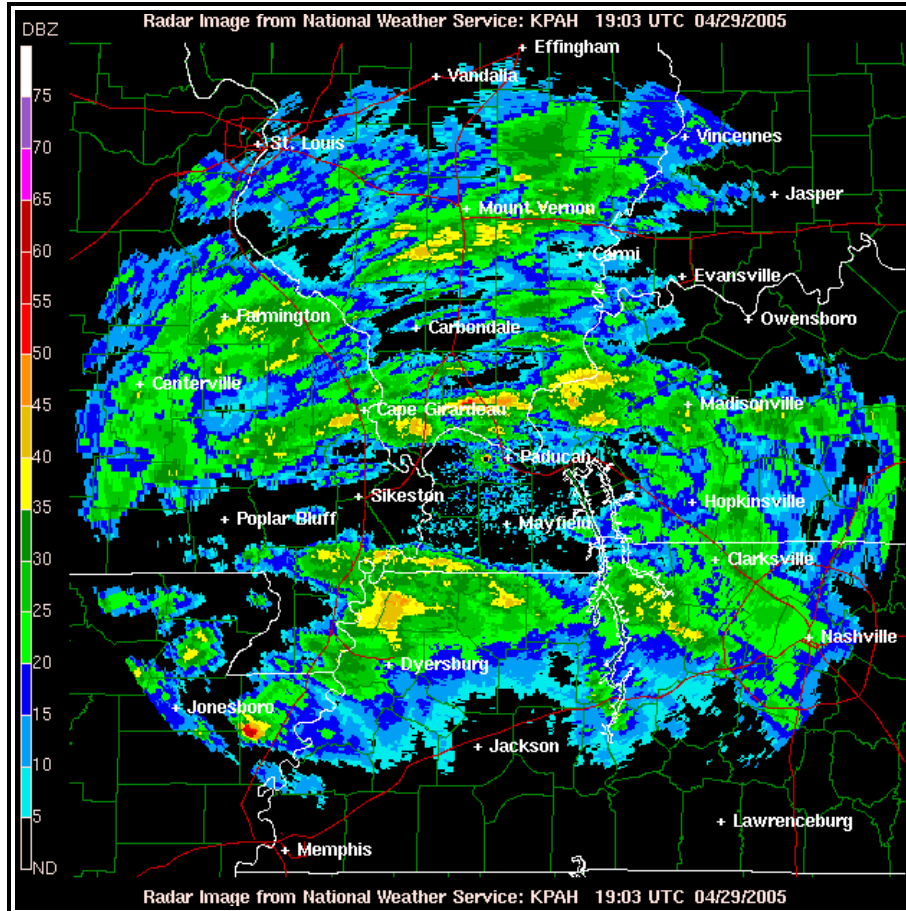 Radar Image from National Weather Service: KPAH 19:03 UTC 04/29/2005
DBZ
Effingham
Vandalia
75
Vincennes
St. Louis
70
Jasper
65
Mount Vernon
60
Carmi
Evansville
55
Farmington
Owensboro
Carbondale
50
Centerville
45
Cape Girardeau
Madisonville
40
Paducah
Sikeston
Hopkinsville
35
Poplar Bluff
Mayfield
30
Clarksville
25
Nashville
20
Dyersburg
15
Jonesboro
10
Jackson
5
Lawrenceburg
Memphis
ND
Radar Image from National Weather Service: KPAH 19:03 UTC 04/29/2005